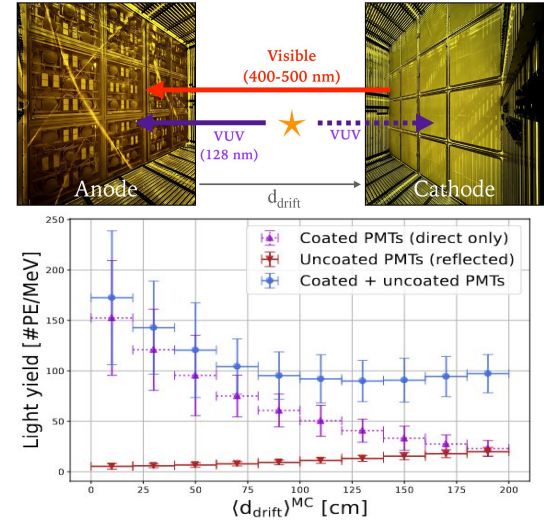 Visible
(400-500 nm)
VUV
(128 nm)
VUV
Anode
d_drift
Cathode
250
200
150
100
50
0
Light yield [#PE/MeV]
Coated PMTs (direct only)
Uncoated PMTs (reflected)
Coated + uncoated PMTs
0 25 50 75 100 125 150 175 200
⟨d_drift⟩^MC [cm]